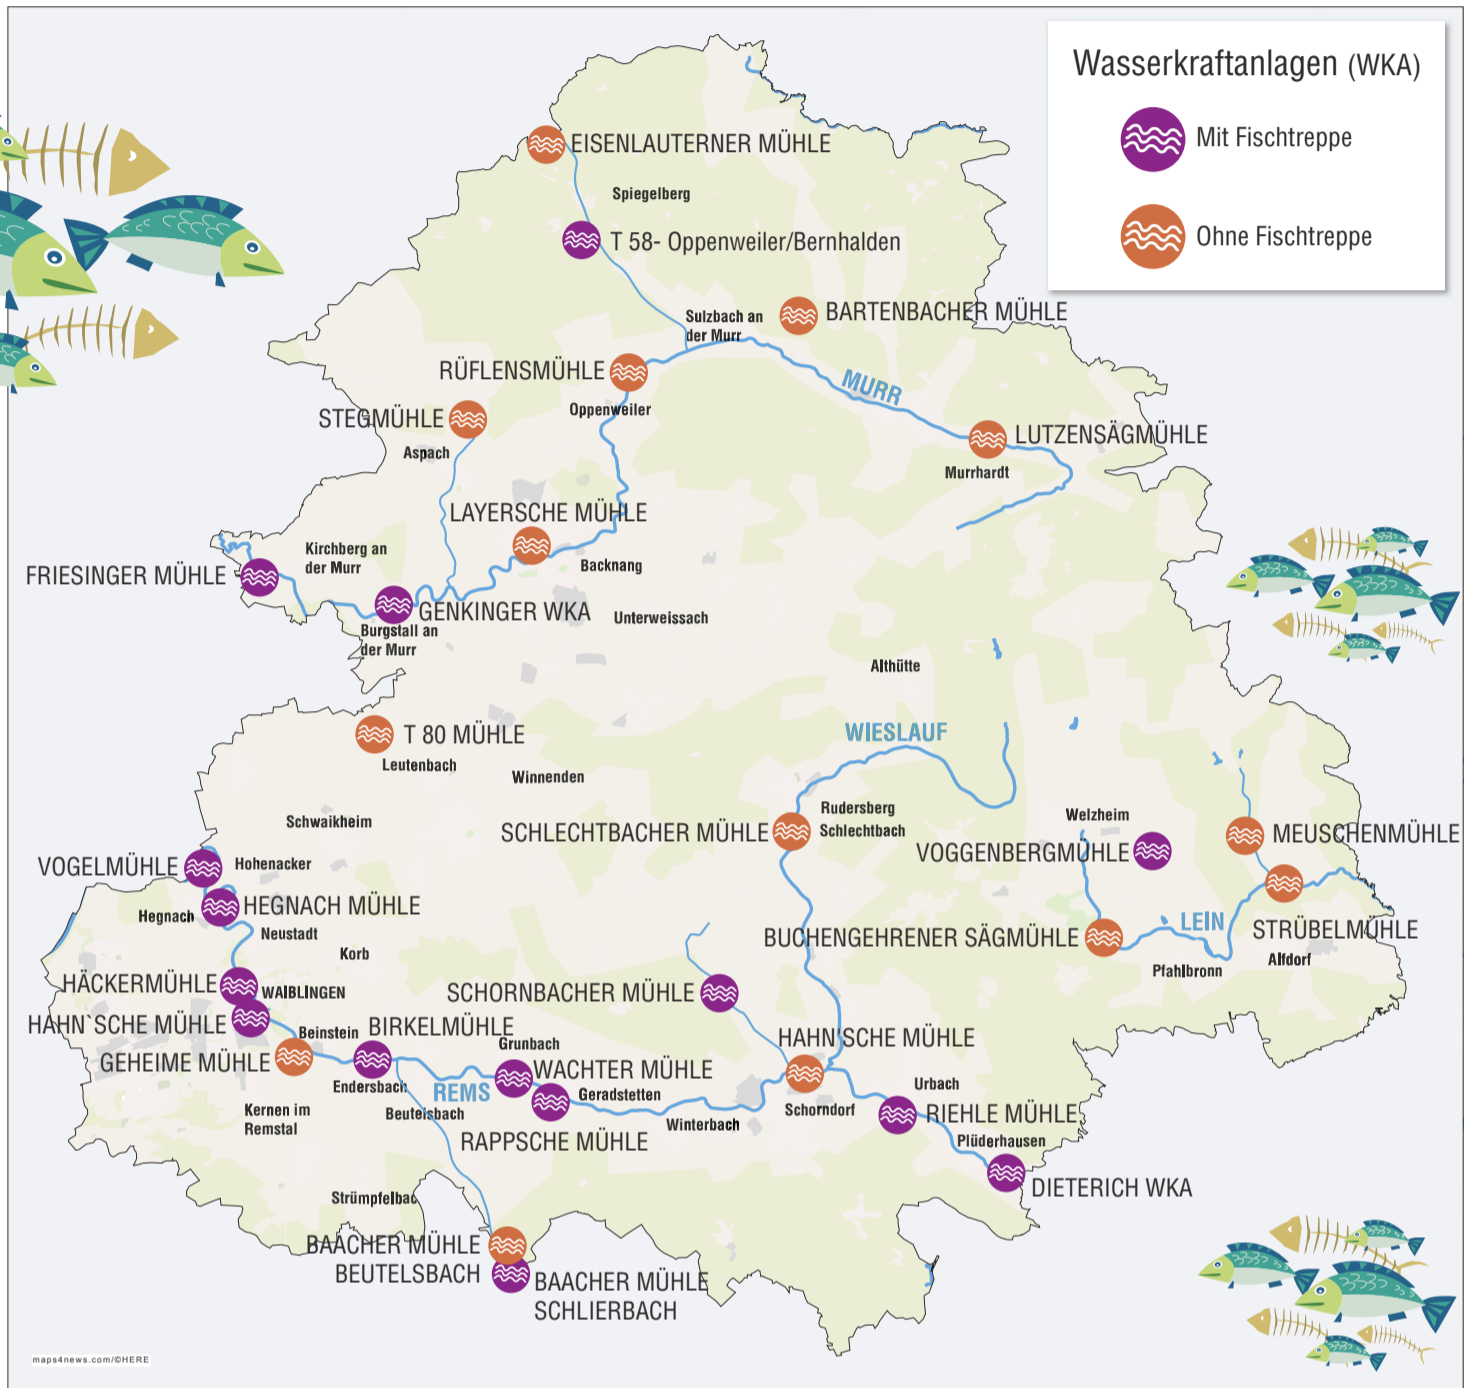 Wasserkraftanlagen (WKA)
Mit Fischtreppe
Ohne Fischtreppe
EISENLAUTERNER MÜHLE
Spiegelberg
T 58- Oppenweiler/Bernhalden
BARTENBACHER MÜHLE
Sulzbach an
der Murr
RÜFLENSMÜHLE
MURR
Oppenweiler
STEGMÜHLE
LUTZENSÄGMÜHLE
Aspach
Murrhardt
LAYERSCHE MÜHLE
Kirchberg an
der Murr
Backnang
FRIESINGER MÜHLE
GENKINGER WKA
Unterweissach
Burgstall an
der Murr
Althütte
T 80 MÜHLE
WIESLAUF
Leutenbach
Winnenden
Rudersberg
Schlechtbach
SCHLECHTBACHER MÜHLE
Welzheim
Schwaikheim
MEUSCHENMÜHLE
VOGGENBERGMÜHLE
VOGELMÜHLE
Hohenacker
HEGNACH MÜHLE
Hegnach
Neustadt
Korb
BUCHENGEHRENER SÄGMÜHLE
LEIN
STRÜBELMÜHLE
Alfdorf
Pfahlbronn
HÄCKERMÜHLE
WAIBLINGEN
SCHORNBACHER MÜHLE
HAHN`SCHE MÜHLE
Beinstein
BIRKELMÜHLE
Grunbach
HAHN'SCHE MÜHLE
GEHEIME MÜHLE
WACHTER MÜHLE
Endersbach
REMS
Geradstetten
Urbach
Beutelsbach
Kernen im
Remstal
Schorndorf
RIEHLE MÜHLE
Winterbach
RAPPSCHE MÜHLE
Plüderhausen
DIETERICH WKA
Strümpfelbac
BAACHER MÜHLE
BEUTELSBACH
BAACHER MÜHLE
SCHLIERBACH
maps4news.com/©HERE